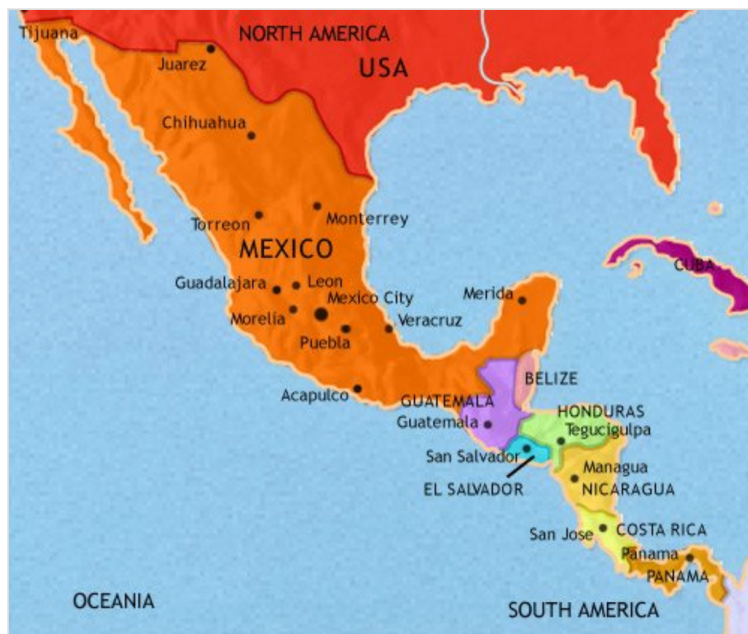 Tijuana
NORTH AMERICA
Juarez
USA
Chihuahua
Torreon
Monterrey
MEXICO
CUBA
Guadalajara
Leon
Mexico City
Merida
Morelia
Veracruz
Puebla
BELIZE
Acapulco
GUATEMALA
HONDURAS
Guatemala
Tegucigulpa
San Salvador
Managua
EL SALVADOR
NICARAGUA
San Jose
COSTA RICA
Panama
PANAMA
OCEANIA
SOUTH AMERICA